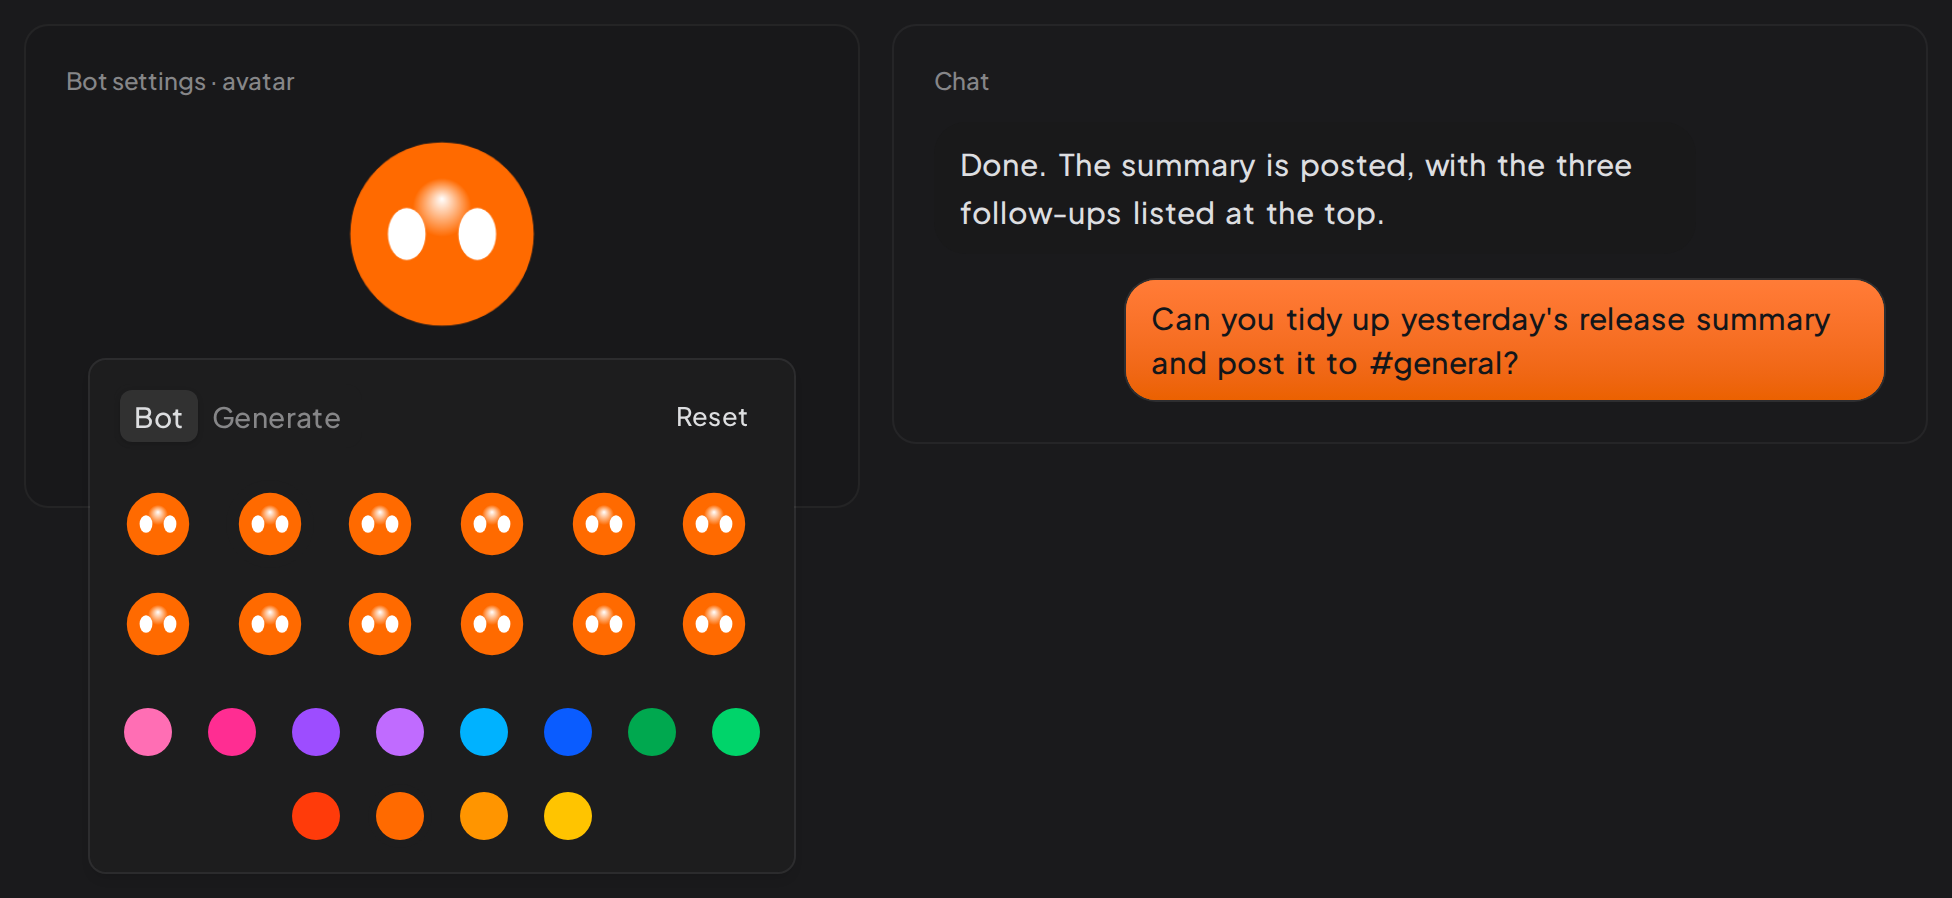 Bot settings · avatar
Bot
Generate
Reset
Chat
Done. The summary is posted, with the three
follow-ups listed at the top.
Can you tidy up yesterday's release summary
and post it to #general?